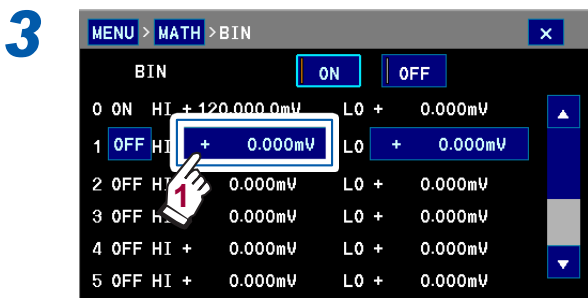 3
MENU > MATH >BIN ×
BIN ON OFF
0 ON HI +120.000.0mV LO + 0.000mV
1 OFF HI + 0.000mV LO + 0.000mV
2 OFF HI 0.000mV LO + 0.000mV
1
3 OFF HI 0.000mV LO + 0.000mV
4 OFF HI + 0.000mV LO + 0.000mV
5 OFF HI + 0.000mV LO + 0.000mV